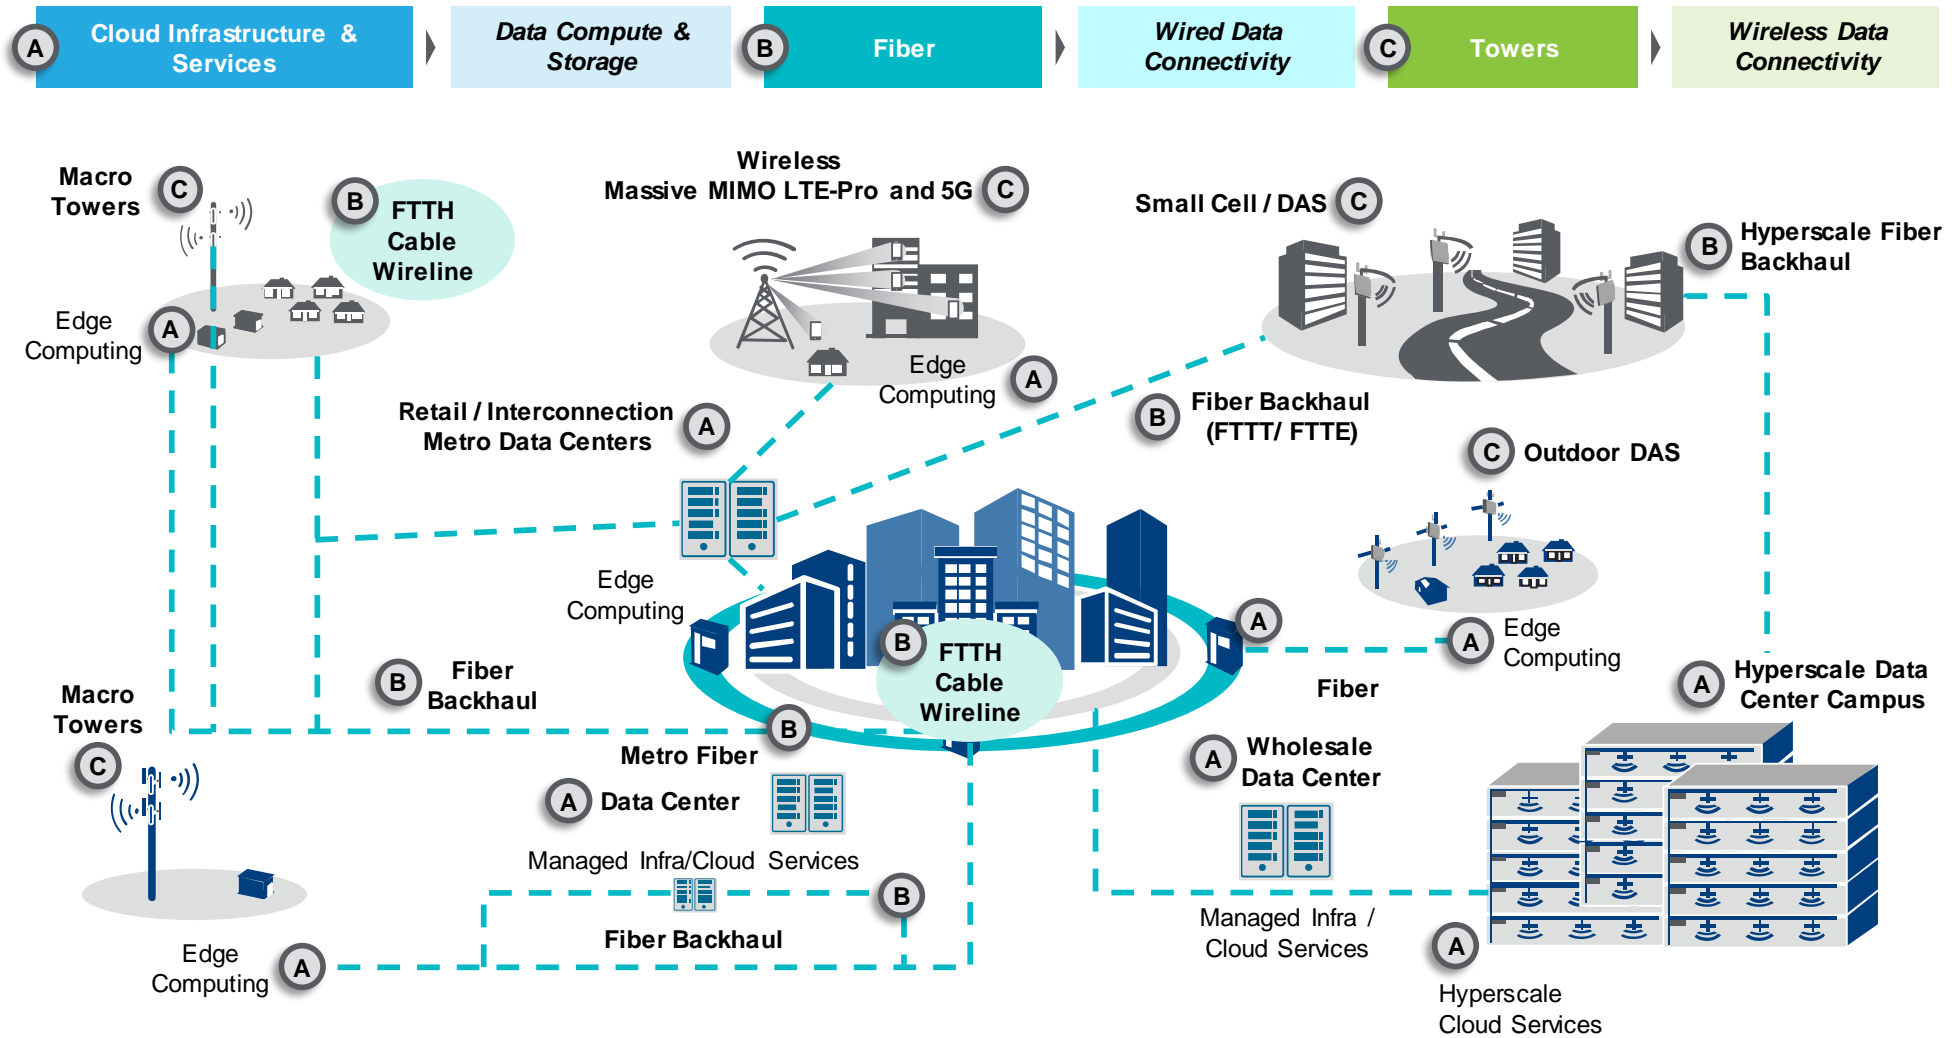 A
Cloud Infrastructure &
Services
Data Compute &
Storage
B
Fiber
Wired Data
Connectivity
C
Towers
Wireless Data
Connectivity
Macro
Towers
C
B
FTTH
Cable
Wireline
Edge
Computing
A
Wireless
Massive MIMO LTE-Pro and 5G
C
Edge
Computing
A
Small Cell / DAS
C
B
Hyperscale Fiber
Backhaul
Retail / Interconnection
Metro Data Centers
A
B
Fiber Backhaul
(FTTT/ FTTE)
C
Outdoor DAS
Edge
Computing
A
A
Edge
Computing
B
FTTH
Cable
Wireline
B
Fiber
Backhaul
Fiber
A
Hyperscale Data
Center Campus
Macro
Towers
C
B
Metro Fiber
A
Data Center
Managed Infra/Cloud Services
B
Fiber Backhaul
A
Wholesale
Data Center
Managed Infra /
Cloud Services
Edge
Computing
A
A
Hyperscale
Cloud Services